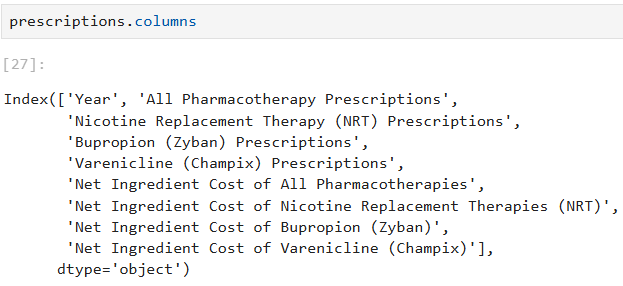 prescriptions.columns
[27]:
Index(['Year', 'All Pharmacotherapy Prescriptions',
'Nicotine Replacement Therapy (NRT) Prescriptions',
'Bupropion (Zyban) Prescriptions',
'Varenicline (Champix) Prescriptions',
'Net Ingredient Cost of All Pharmacotherapies',
'Net Ingredient Cost of Nicotine Replacement Therapies (NRT)',
'Net Ingredient Cost of Bupropion (Zyban)',
'Net Ingredient Cost of Varenicline (Champix)'],
dtype='object')